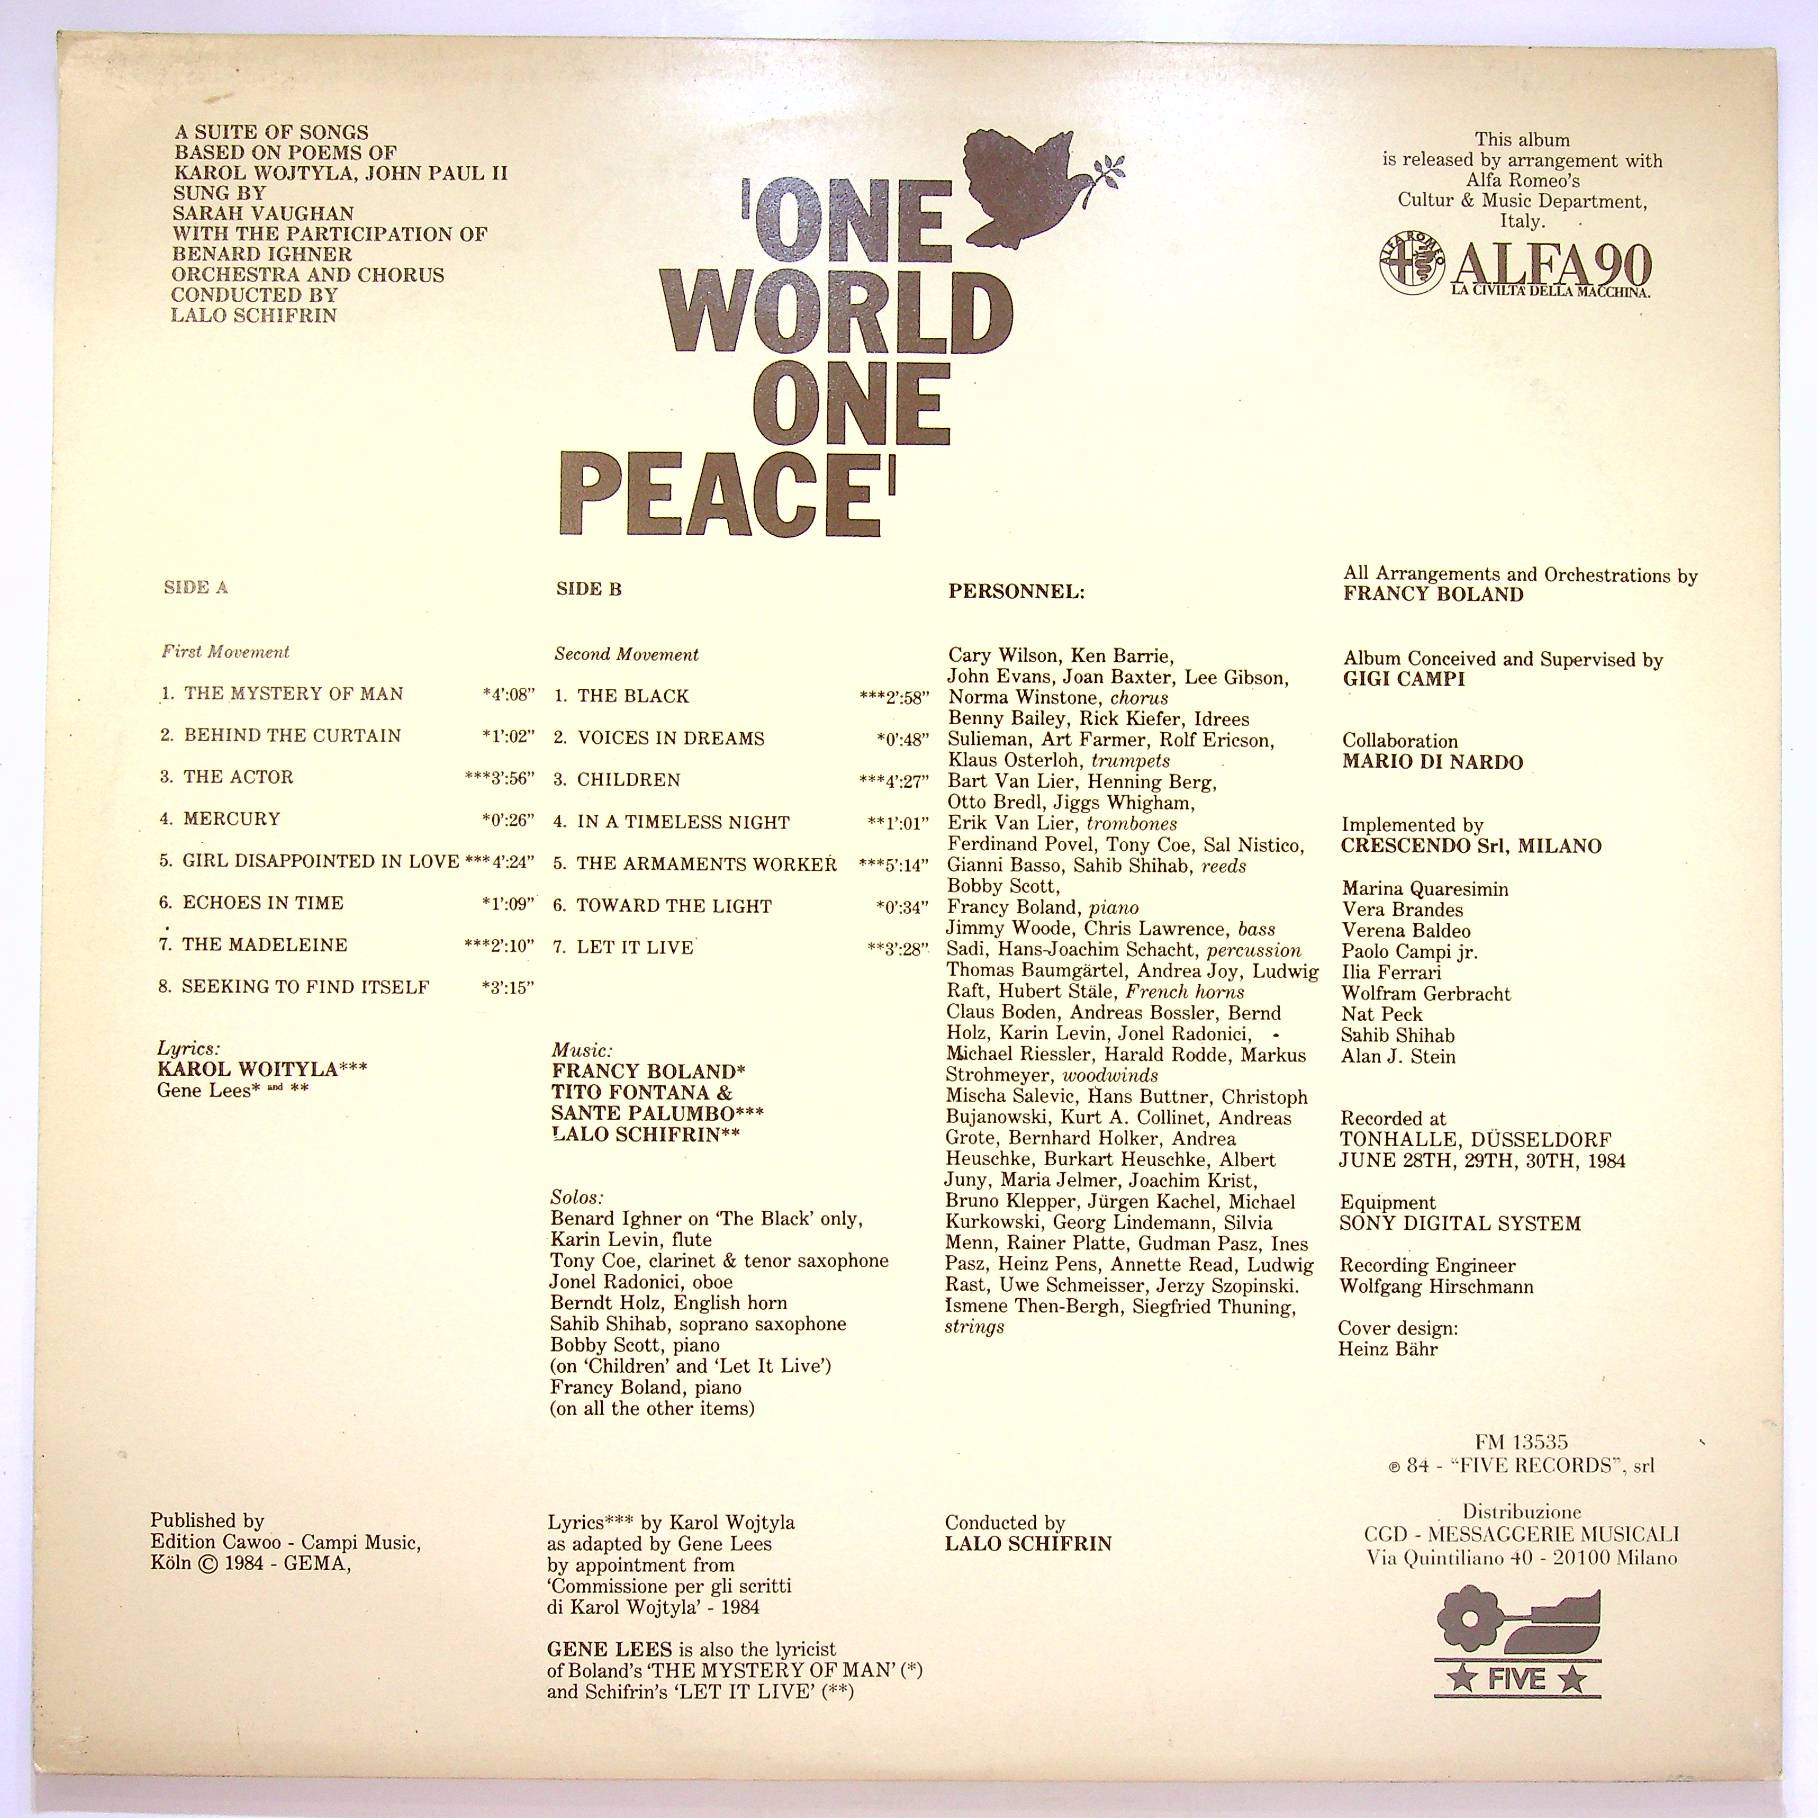 A SUITE OF SONGS
BASED ON POEMS OF
KAROL WOJTYLA, JOHN PAUL II
SUNG BY
SARAH VAUGHAN
WITH THE PARTICIPATION OF
BENARD IGHNER
ORCHESTRA AND CHORUS
CONDUCTED BY
LALO SCHIFRIN
'ONE
WORLD
ONE
PEACE'
This album
is released by arrangement with
Alfa Romeo's
Cultur & Music Department,
Italy.
ALFA ROMEO
ALFA90
LA CIVILTA' DELLA MACCHINA.
SIDE A
First Movement
1. THE MYSTERY OF MAN *4':08"
2. BEHIND THE CURTAIN *1':02"
3. THE ACTOR ***3':56"
4. MERCURY *0':26"
5. GIRL DISAPPOINTED IN LOVE ***4':24"
6. ECHOES IN TIME *1':09"
7. THE MADELEINE ***2':10"
8. SEEKING TO FIND ITSELF *3':15"
Lyrics:
KAROL WOITYLA***
Gene Lees* and **
SIDE B
Second Movement
1. THE BLACK ***2':58"
2. VOICES IN DREAMS *0':48"
3. CHILDREN ***4':27"
4. IN A TIMELESS NIGHT **1':01"
5. THE ARMAMENTS WORKER ***5':14"
6. TOWARD THE LIGHT *0':34"
7. LET IT LIVE **3':28"
Music:
FRANCY BOLAND*
TITO FONTANA &
SANTE PALUMBO***
LALO SCHIFRIN**
Solos:
Benard Ighner on 'The Black' only,
Karin Levin, flute
Tony Coe, clarinet & tenor saxophone
Jonel Radonici, oboe
Berndt Holz, English horn
Sahib Shihab, soprano saxophone
Bobby Scott, piano
(on 'Children' and 'Let It Live')
Francy Boland, piano
(on all the other items)
PERSONNEL:
Cary Wilson, Ken Barrie,
John Evans, Joan Baxter, Lee Gibson,
Norma Winstone, chorus
Benny Bailey, Rick Kiefer, Idrees
Sulieman, Art Farmer, Rolf Ericson,
Klaus Osterloh, trumpets
Bart Van Lier, Henning Berg,
Otto Bredl, Jiggs Whigham,
Erik Van Lier, trombones
Ferdinand Povel, Tony Coe, Sal Nistico,
Gianni Basso, Sahib Shihab, reeds
Bobby Scott,
Francy Boland, piano
Jimmy Woode, Chris Lawrence, bass
Sadi, Hans-Joachim Schacht, percussion
Thomas Baumgärtel, Andrea Joy, Ludwig
Raft, Hubert Stäle, French horns
Claus Boden, Andreas Bossler, Bernd
Holz, Karin Levin, Jonel Radonici,
Michael Riessler, Harald Rodde, Markus
Strohmeyer, woodwinds
Mischa Salevic, Hans Buttner, Christoph
Bujanowski, Kurt A. Collinet, Andreas
Grote, Bernhard Holker, Andrea
Heuschke, Burkart Heuschke, Albert
Juny, Maria Jelmer, Joachim Krist,
Bruno Klepper, Jürgen Kachel, Michael
Kurkowski, Georg Lindemann, Silvia
Menn, Rainer Platte, Gudman Pasz, Ines
Pasz, Heinz Pens, Annette Read, Ludwig
Rast, Uwe Schmeisser, Jerzy Szopinski.
Ismene Then-Bergh, Siegfried Thuning,
strings
All Arrangements and Orchestrations by
FRANCY BOLAND
Album Conceived and Supervised by
GIGI CAMPI
Collaboration
MARIO DI NARDO
Implemented by
CRESCENDO Srl, MILANO
Marina Quaresimin
Vera Brandes
Verena Baldeo
Paolo Campi jr.
Ilia Ferrari
Wolfram Gerbracht
Nat Peck
Sahib Shihab
Alan J. Stein
Recorded at
TONHALLE, DÜSSELDORF
JUNE 28TH, 29TH, 30TH, 1984
Equipment
SONY DIGITAL SYSTEM
Recording Engineer
Wolfgang Hirschmann
Cover design:
Heinz Bähr
Published by
Edition Cawoo - Campi Music,
Köln © 1984 - GEMA,
Lyrics*** by Karol Wojtyla
as adapted by Gene Lees
by appointment from
'Commissione per gli scritti
di Karol Wojtyla' - 1984
GENE LEES is also the lyricist
of Boland's 'THE MYSTERY OF MAN' (*)
and Schifrin's 'LET IT LIVE' (**)
Conducted by
LALO SCHIFRIN
FM 13535
℗ 84 - "FIVE RECORDS", srl
Distribuzione
CGD - MESSAGGERIE MUSICALI
Via Quintiliano 40 - 20100 Milano
FIVE